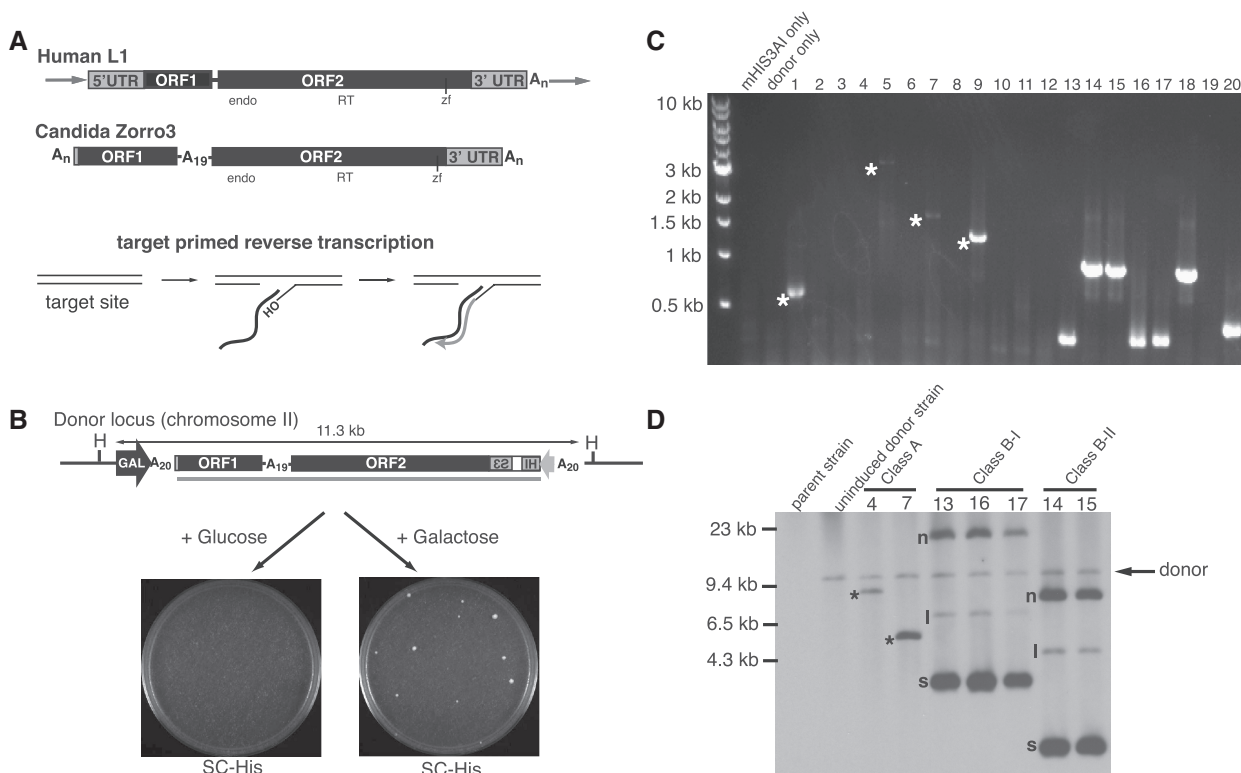 A
Human L1
5'UTR ORF1 ORF2 3' UTR An
endo RT zf
Candida Zorro3
An ORF1 A19 ORF2 3' UTR An
endo RT zf
target primed reverse transcription
target site
HO
B
Donor locus (chromosome II)
H 11.3 kb H
GAL A20 ORF1 A19 ORF2 HIS3 A20
+ Glucose + Galactose
SC-His SC-His
C
mHIS3AI only
donor only
1 2 3 4 5 6 7 8 9 10 11 12 13 14 15 16 17 18 19 20
10 kb
3 kb
2 kb
1.5 kb
1 kb
0.5 kb
* * * * *
D
parent strain
uninduced donor strain
Class A
Class B-I
Class B-II
4 7 13 16 17 14 15
23 kb
9.4 kb
6.5 kb
4.3 kb
n
donor
* n
l
* l
s
s